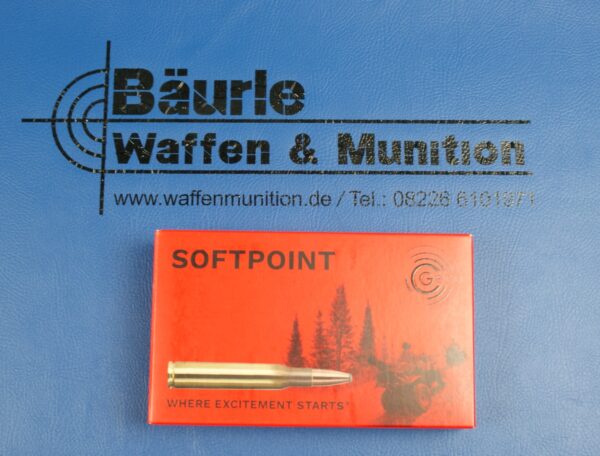 Bäurle
Waffen & Munition
www.waffenmunition.de / Tel.: 08226 6101971
SOFTPOINT
G
WHERE EXCITEMENT STARTS